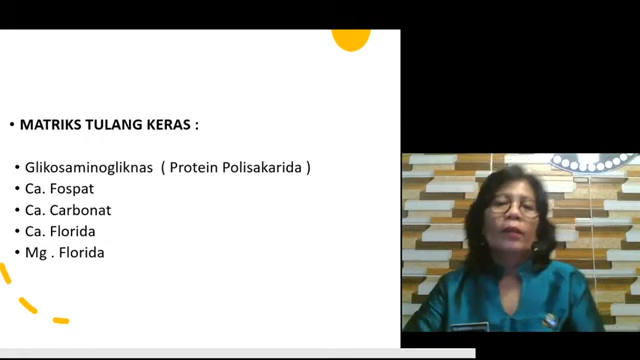 • MATRIKS TULANG KERAS :
• Glikosaminogliknas ( Protein Polisakarida )
• Ca. Fospat
• Ca. Carbonat
• Ca. Florida
• Mg . Florida